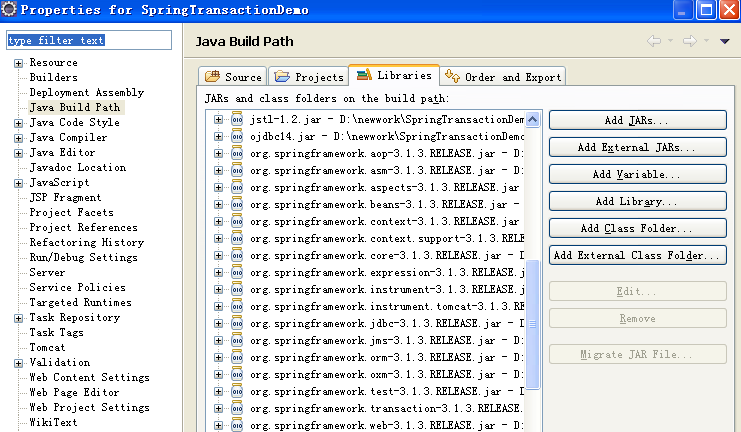 Properties for SpringTransactionDemo
type filter text
Resource
Builders
Deployment Assembly
Java Build Path
Java Code Style
Java Compiler
Java Editor
Javadoc Location
JavaScript
JSP Fragment
Project Facets
Project References
Refactoring History
Run/Debug Settings
Server
Service Policies
Targeted Runtimes
Task Repository
Task Tags
Tomcat
Validation
Web Content Settings
Web Page Editor
Web Project Settings
WikiText
Java Build Path
Source Projects Libraries Order and Export
JARs and class folders on the build path:
jstl-1.2.jar - D:\newwork\SpringTransactionDem
ojdbc14.jar - D:\newwork\SpringTransactionDemo
org.springframework.aop-3.1.3.RELEASE.jar - D:
org.springframework.asm-3.1.3.RELEASE.jar - D:
org.springframework.aspects-3.1.3.RELEASE.jar
org.springframework.beans-3.1.3.RELEASE.jar -
org.springframework.context-3.1.3.RELEASE.jar
org.springframework.context.support-3.1.3.RELE
org.springframework.core-3.1.3.RELEASE.jar - D
org.springframework.expression-3.1.3.RELEASE.j
org.springframework.instrument-3.1.3.RELEASE.j
org.springframework.instrument.tomcat-3.1.3.RE
org.springframework.jdbc-3.1.3.RELEASE.jar - D
org.springframework.jms-3.1.3.RELEASE.jar - D:
org.springframework.orm-3.1.3.RELEASE.jar - D:
org.springframework.oxm-3.1.3.RELEASE.jar - D:
org.springframework.test-3.1.3.RELEASE.jar - D
org.springframework.transaction-3.1.3.RELEASE.
org.springframework.web-3.1.3.RELEASE.jar - D:
Add JARs...
Add External JARs...
Add Variable...
Add Library...
Add Class Folder...
Add External Class Folder...
Edit...
Remove
Migrate JAR File...